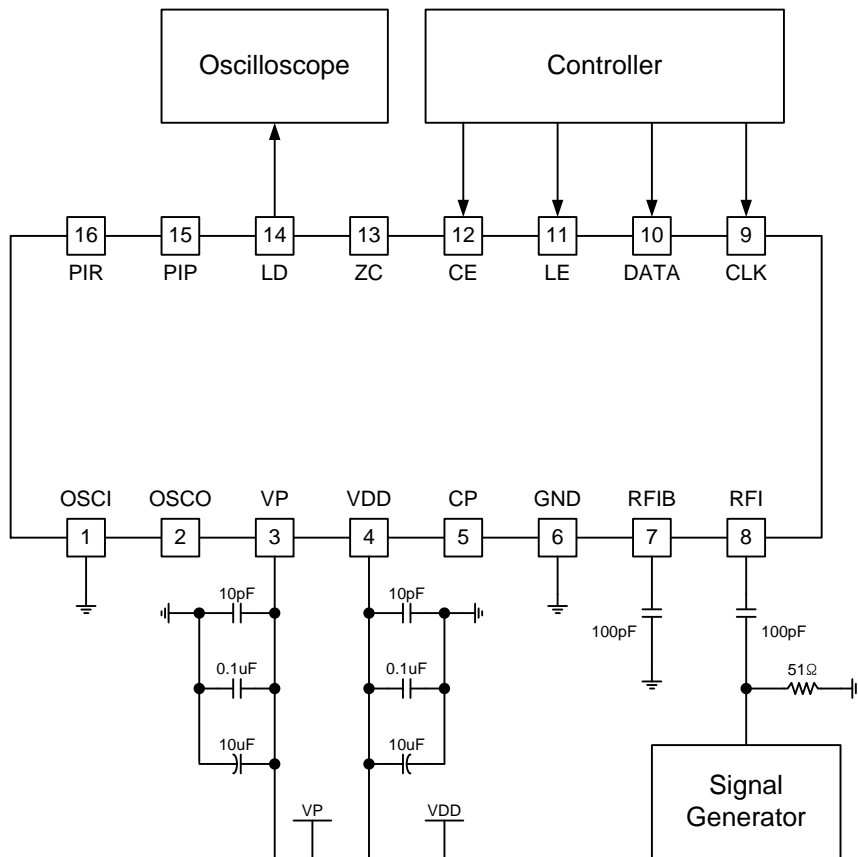 Oscilloscope
Controller
16 15 14 13 12 11 10 9
PIR PIP LD ZC CE LE DATA CLK
OSCI OSCO VP VDD CP GND RFIB RFI
1 2 3 4 5 6 7 8
10pF 10pF
100pF 100pF
0.1uF 0.1uF 51Ω
10uF 10uF
Signal
Generator
VP VDD